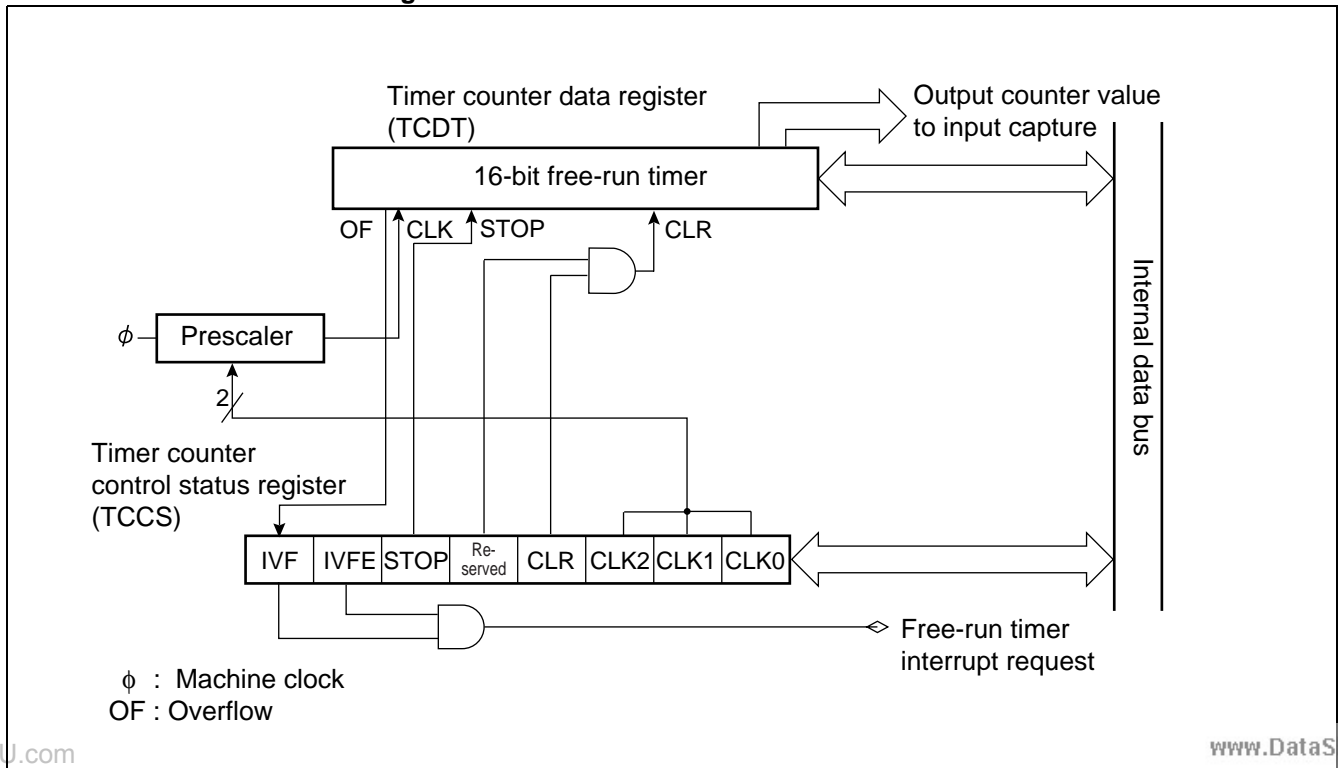 Timer counter data register
(TCDT)
Output counter value
to input capture
16-bit free-run timer
OF
CLK
STOP
CLR
Internal data bus
ϕ
Prescaler
2
Timer counter
control status register
(TCCS)
IVF
IVFE
STOP
Re-
served
CLR
CLK2
CLK1
CLK0
Free-run timer
interrupt request
ϕ : Machine clock
OF : Overflow
U.com
www.DataS